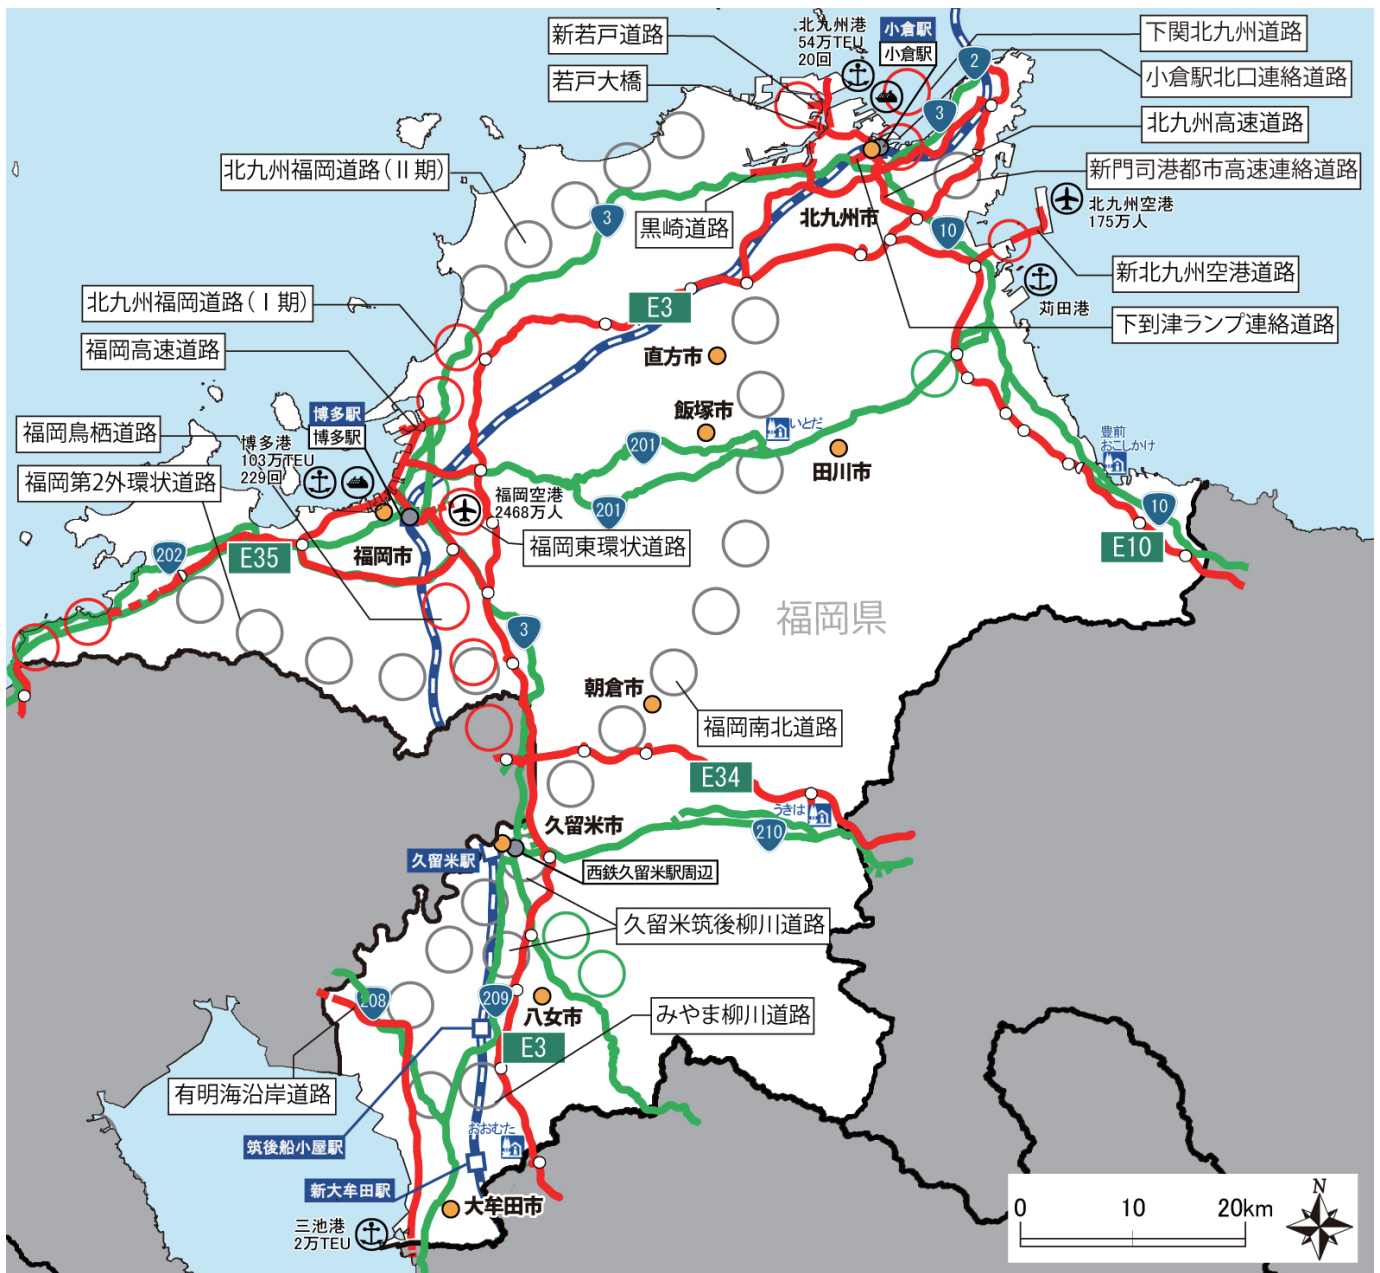 新若戸道路
北九州港
54万TEU
20回
小倉駅
小倉駅
下関北九州道路
若戸大橋
2
小倉駅北口連絡道路
3
北九州高速道路
北九州福岡道路(Ⅱ期)
新門司港都市高速連絡道路
3
黒崎道路
北九州市
10
北九州空港
175万人
新北九州空港道路
北九州福岡道路(Ⅰ期)
E3
苅田港
下到津ランプ連絡道路
福岡高速道路
直方市
博多駅
博多駅
飯塚市
いとだ
福岡鳥栖道路
博多港
103万TEU
229回
201
田川市
豊前
おこしかけ
福岡第2外環状道路
福岡空港
2468万人
201
10
202
E35
福岡市
福岡東環状道路
E10
福岡県
3
朝倉市
福岡南北道路
E34
うきは
久留米市
210
久留米駅
西鉄久留米駅周辺
久留米筑後柳川道路
208
209
八女市
みやま柳川道路
E3
有明海沿岸道路
おおむた
筑後船小屋駅
新大牟田駅
大牟田市
三池港
2万TEU
N
0 10 20km